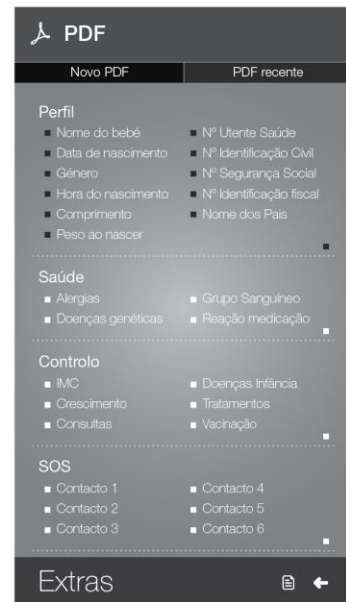 PDF
Novo PDF
PDF recente
Perfil
Nome do bebé
Data de nascimento
Género
Hora do nascimento
Comprimento
Peso ao nascer
Nº Utente Saúde
Nº Identificação Civil
Nº Segurança Social
Nº Identificação fiscal
Nome dos Pais
Saúde
Alergias
Doenças genéticas
Grupo Sanguíneo
Reação medicação
Controlo
IMC
Crescimento
Consultas
Doenças Infância
Tratamentos
Vacinação
SOS
Contacto 1
Contacto 2
Contacto 3
Contacto 4
Contacto 5
Contacto 6
Extras